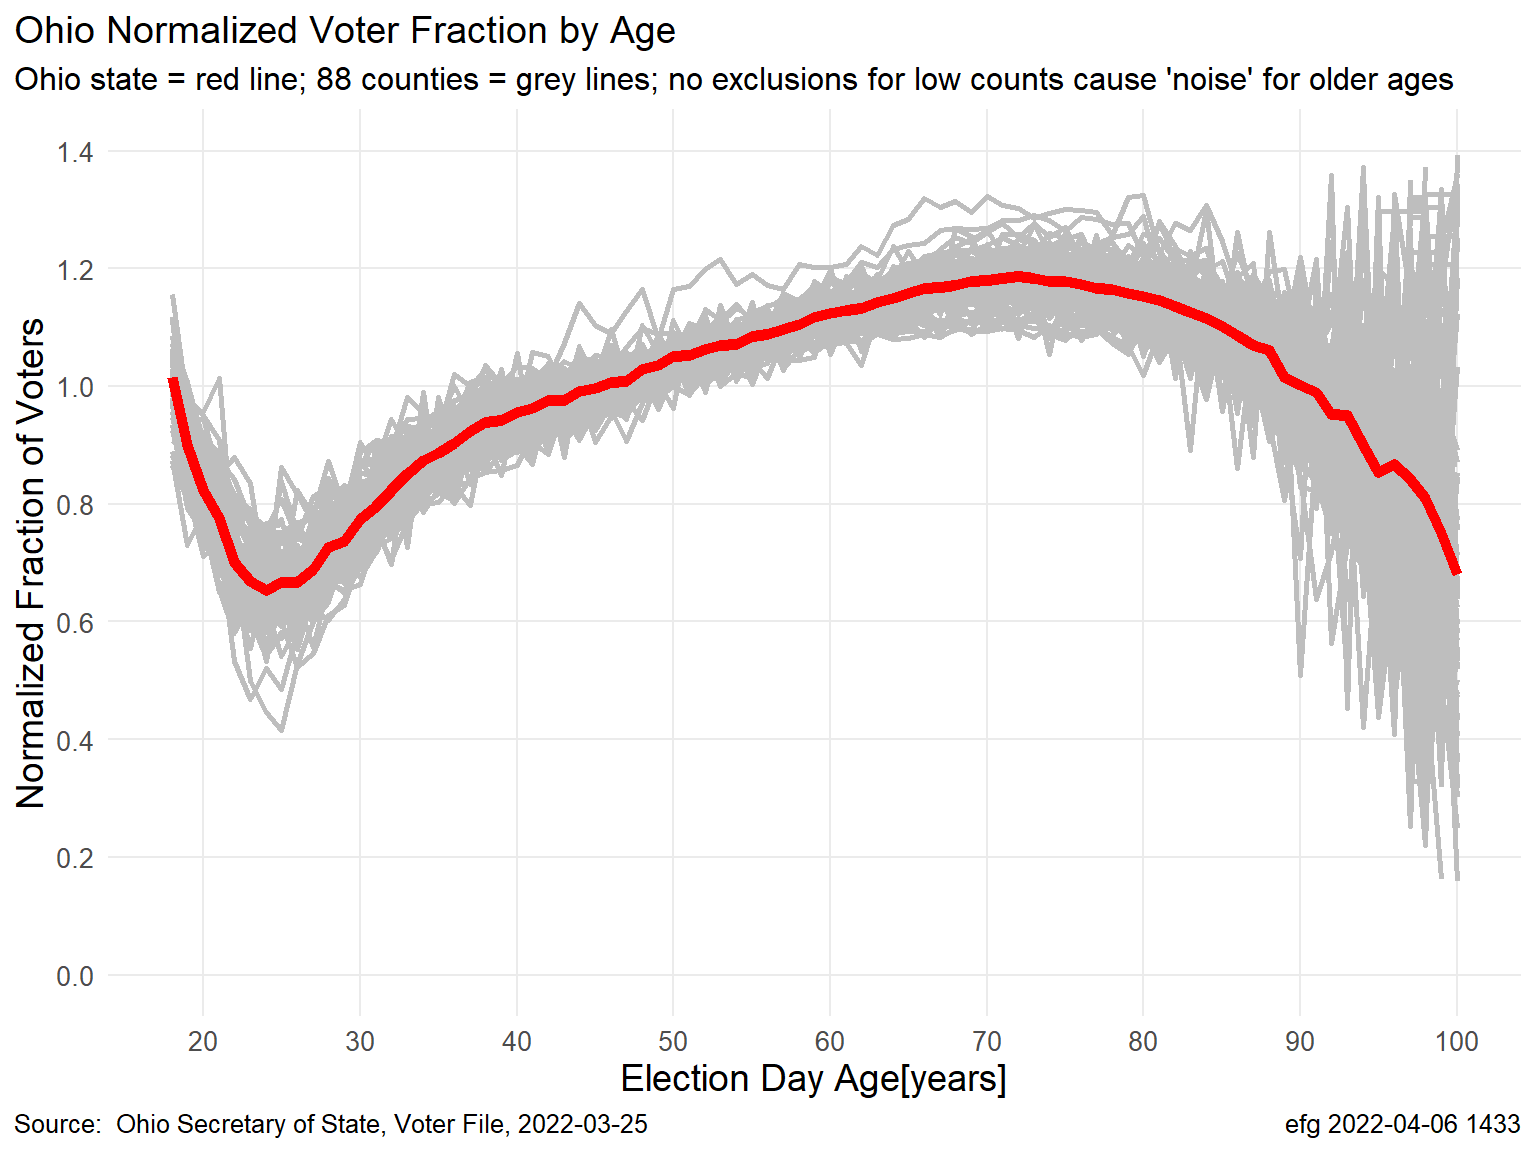 Ohio Normalized Voter Fraction by Age
Ohio state = red line; 88 counties = grey lines; no exclusions for low counts cause 'noise' for older ages
Normalized Fraction of Voters
1.4
1.2
1.0
0.8
0.6
0.4
0.2
0.0
20 30 40 50 60 70 80 90 100
Election Day Age[years]
Source:  Ohio Secretary of State, Voter File, 2022-03-25
efg 2022-04-06 1433